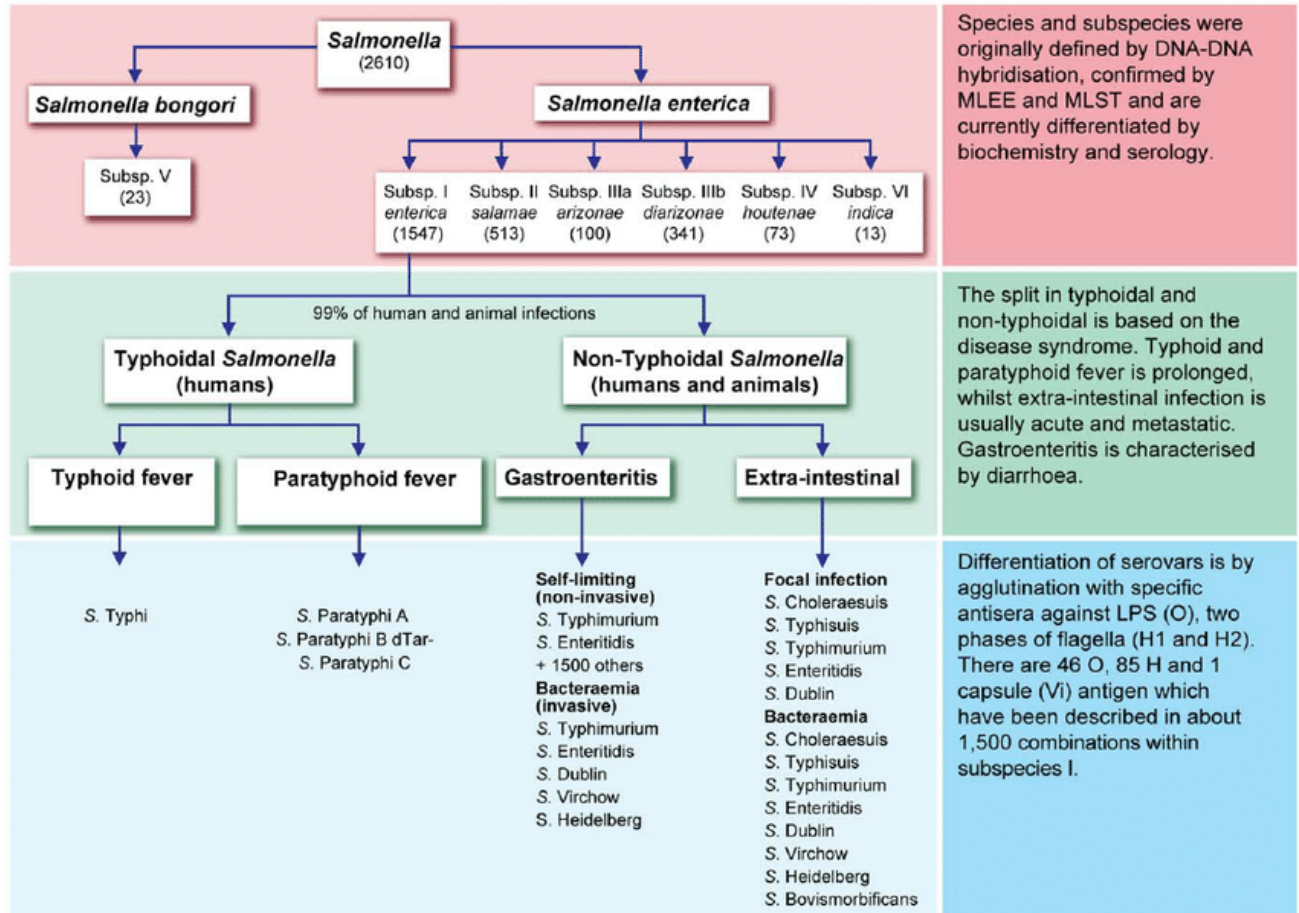 Salmonella
(2610)
Salmonella bongori
Salmonella enterica
Subsp. V
(23)
Subsp. I
enterica
(1547)
Subsp. II
salamae
(513)
Subsp. IIIa
arizonae
(100)
Subsp. IIIb
diarizonae
(341)
Subsp. IV
houtenae
(73)
Subsp. VI
indica
(13)
Species and subspecies were
originally defined by DNA-DNA
hybridisation, confirmed by
MLEE and MLST and are
currently differentiated by
biochemistry and serology.
99% of human and animal infections
Typhoidal Salmonella
(humans)
Non-Typhoidal Salmonella
(humans and animals)
Typhoid fever
Paratyphoid fever
Gastroenteritis
Extra-intestinal
The split in typhoidal and
non-typhoidal is based on the
disease syndrome. Typhoid and
paratyphoid fever is prolonged,
whilst extra-intestinal infection is
usually acute and metastatic.
Gastroenteritis is characterised
by diarrhoea.
S. Typhi
S. Paratyphi A
S. Paratyphi B dTar-
S. Paratyphi C
Self-limiting
(non-invasive)
S. Typhimurium
S. Enteritidis
+ 1500 others
Bacteraemia
(invasive)
S. Typhimurium
S. Enteritidis
S. Dublin
S. Virchow
S. Heidelberg
Focal infection
S. Choleraesuis
S. Typhisuis
S. Typhimurium
S. Enteritidis
S. Dublin
Bacteraemia
S. Choleraesuis
S. Typhisuis
S. Typhimurium
S. Enteritidis
S. Dublin
S. Virchow
S. Heidelberg
S. Bovismorbificans
Differentiation of serovars is by
agglutination with specific
antisera against LPS (O), two
phases of flagella (H1 and H2).
There are 46 O, 85 H and 1
capsule (Vi) antigen which
have been described in about
1,500 combinations within
subspecies I.